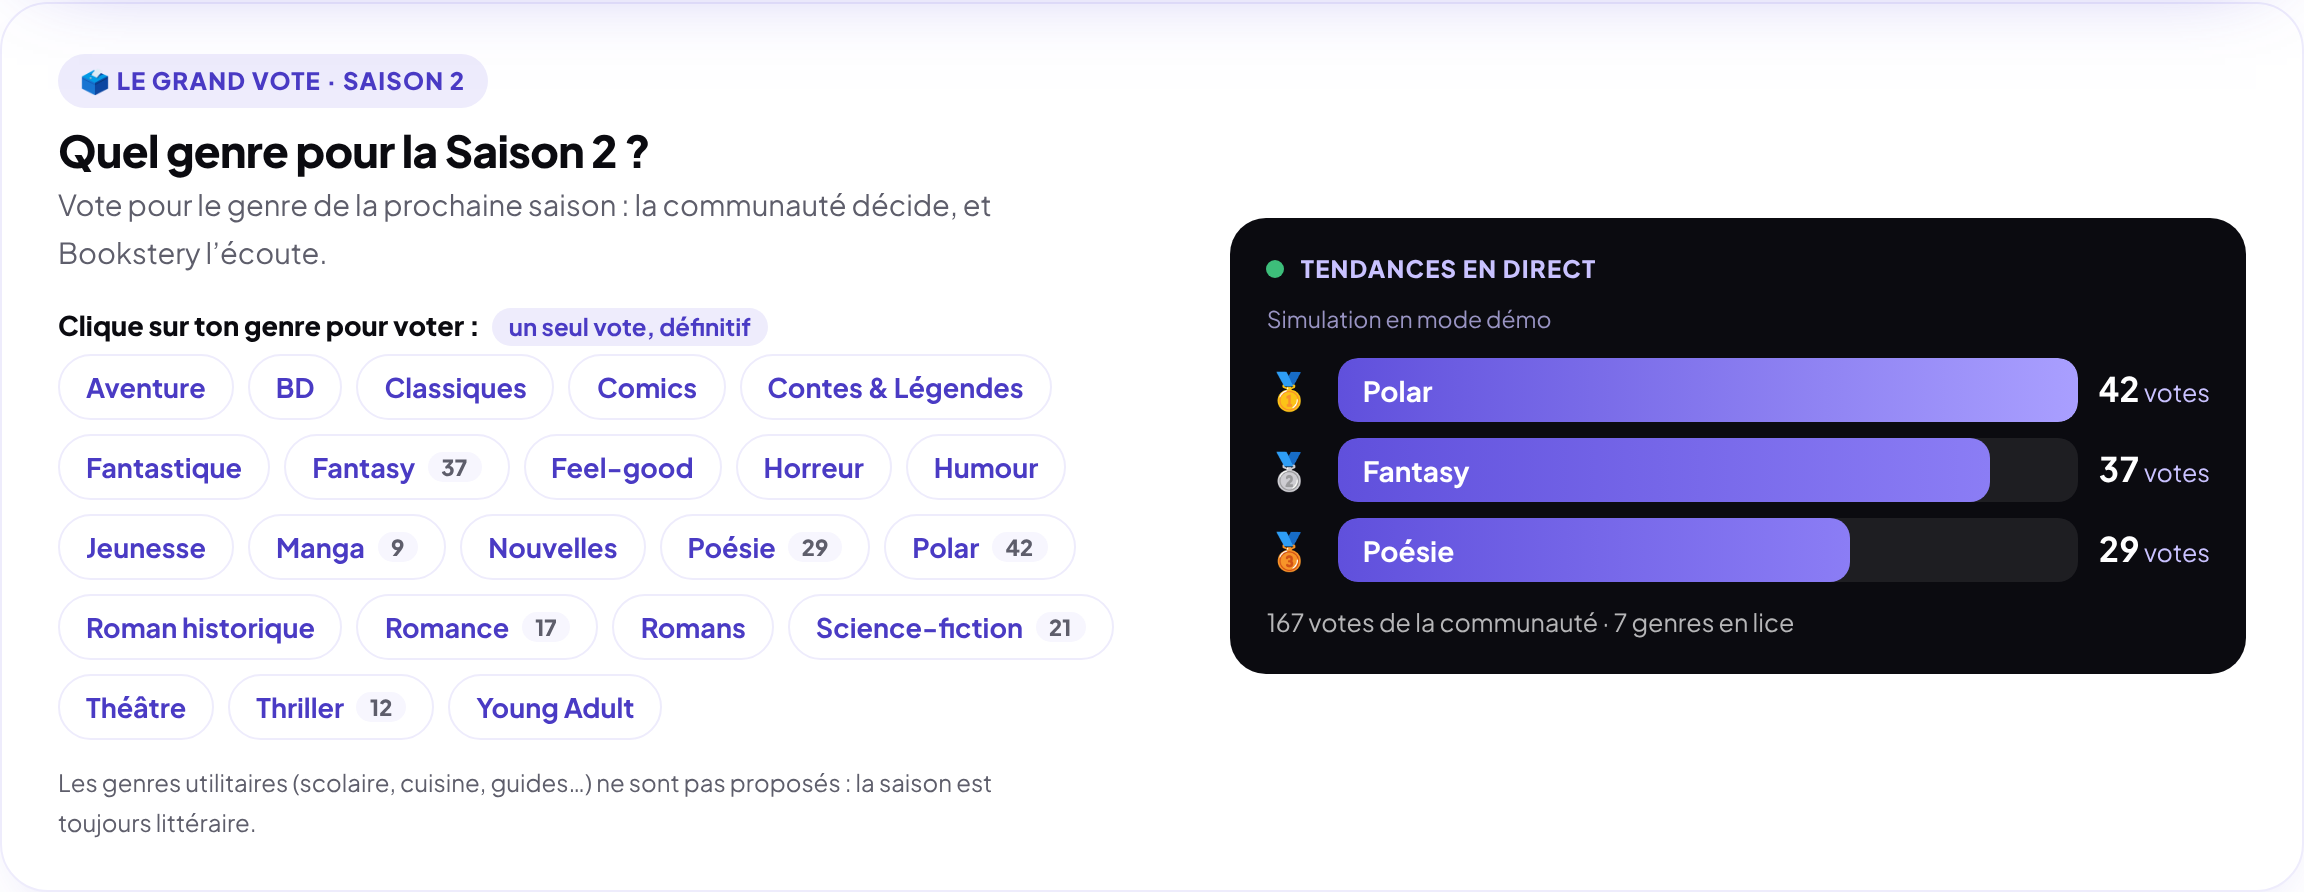 LE GRAND VOTE · SAISON 2
Quel genre pour la Saison 2 ?
Vote pour le genre de la prochaine saison : la communauté décide, et
Bookstery l’écoute.
Clique sur ton genre pour voter : un seul vote, définitif
Aventure BD Classiques Comics Contes & Légendes
Fantastique Fantasy 37 Feel-good Horreur Humour
Jeunesse Manga 9 Nouvelles Poésie 29 Polar 42
Roman historique Romance 17 Romans Science-fiction 21
Théâtre Thriller 12 Young Adult
Les genres utilitaires (scolaire, cuisine, guides…) ne sont pas proposés : la saison est
toujours littéraire.
TENDANCES EN DIRECT
Simulation en mode démo
1 Polar 42 votes
2 Fantasy 37 votes
3 Poésie 29 votes
167 votes de la communauté · 7 genres en lice